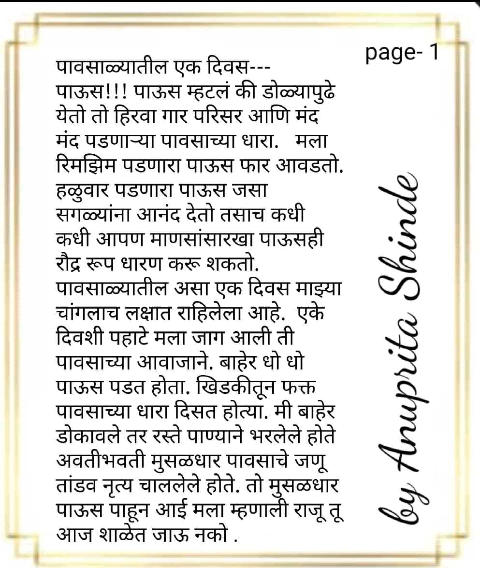 page- 1
पावसाळ्यातील एक दिवस---
पाऊस!!! पाऊस म्हटलं की डोळ्यापुढे
येतो तो हिरवा गार परिसर आणि मंद
मंद पडणाऱ्या पावसाच्या धारा. मला
रिमझिम पडणारा पाऊस फार आवडतो.
हळुवार पडणारा पाऊस जसा
सगळ्यांना आनंद देतो तसाच कधी
कधी आपण माणसांसारखा पाऊसही
रौद्र रूप धारण करू शकतो.
पावसाळ्यातील असा एक दिवस माझ्या
चांगलाच लक्षात राहिलेला आहे. एके
दिवशी पहाटे मला जाग आली ती
पावसाच्या आवाजाने. बाहेर धो धो
पाऊस पडत होता. खिडकीतून फक्त
पावसाच्या धारा दिसत होत्या. मी बाहेर
डोकावले तर रस्ते पाण्याने भरलेले होते
अवतीभवती मुसळधार पावसाचे जणू
तांडव नृत्य चाललेले होते. तो मुसळधार
पाऊस पाहून आई मला म्हणाली राजू तू
आज शाळेत जाऊ नको .
by Anuprita Shinde